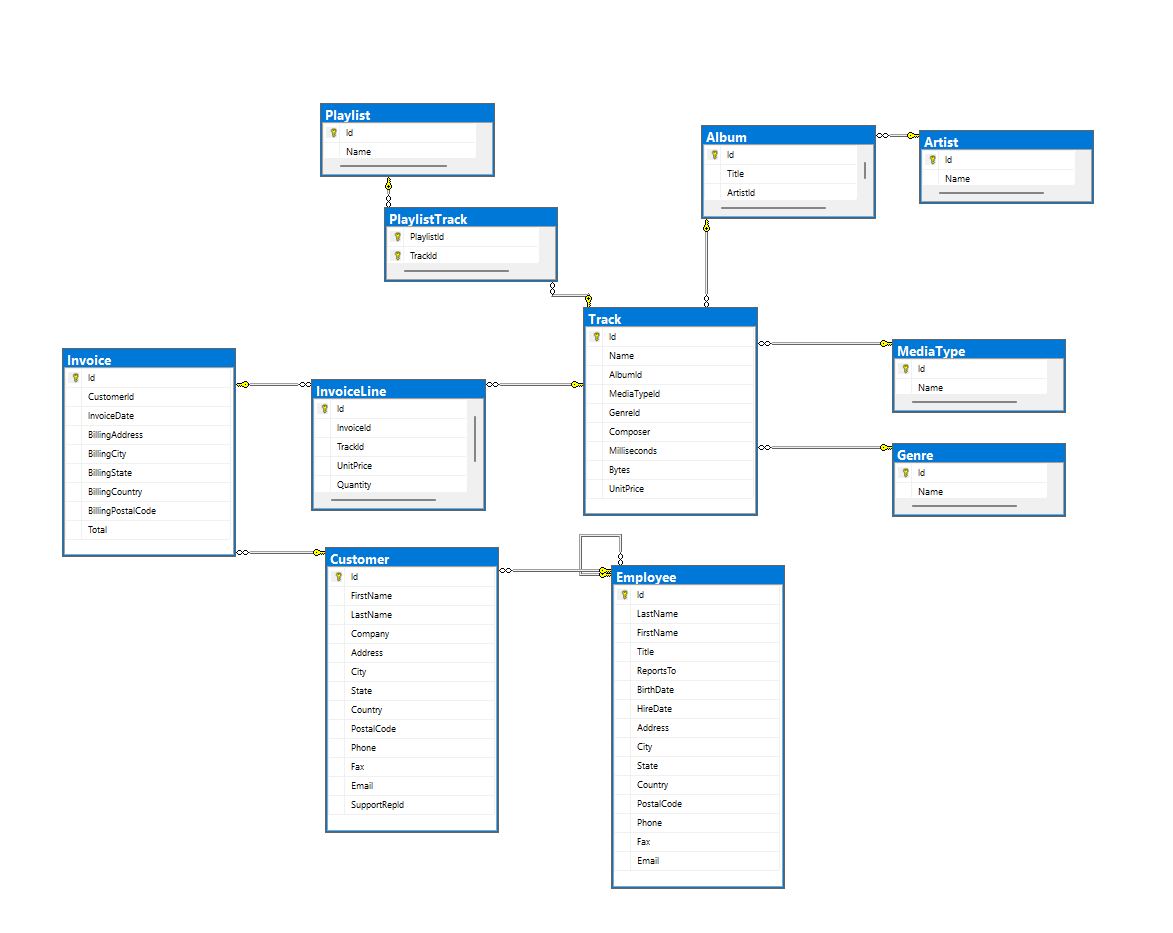 Playlist
Id
Name
Album
Id
Title
ArtistId
Artist
Id
Name
PlaylistTrack
PlaylistId
TrackId
Track
Id
Name
AlbumId
MediaTypeId
GenreId
Composer
Milliseconds
Bytes
UnitPrice
MediaType
Id
Name
Invoice
Id
CustomerId
InvoiceDate
BillingAddress
BillingCity
BillingState
BillingCountry
BillingPostalCode
Total
InvoiceLine
Id
InvoiceId
TrackId
UnitPrice
Quantity
Genre
Id
Name
Customer
Id
FirstName
LastName
Company
Address
City
State
Country
PostalCode
Phone
Fax
Email
SupportRepId
Employee
Id
LastName
FirstName
Title
ReportsTo
BirthDate
HireDate
Address
City
State
Country
PostalCode
Phone
Fax
Email